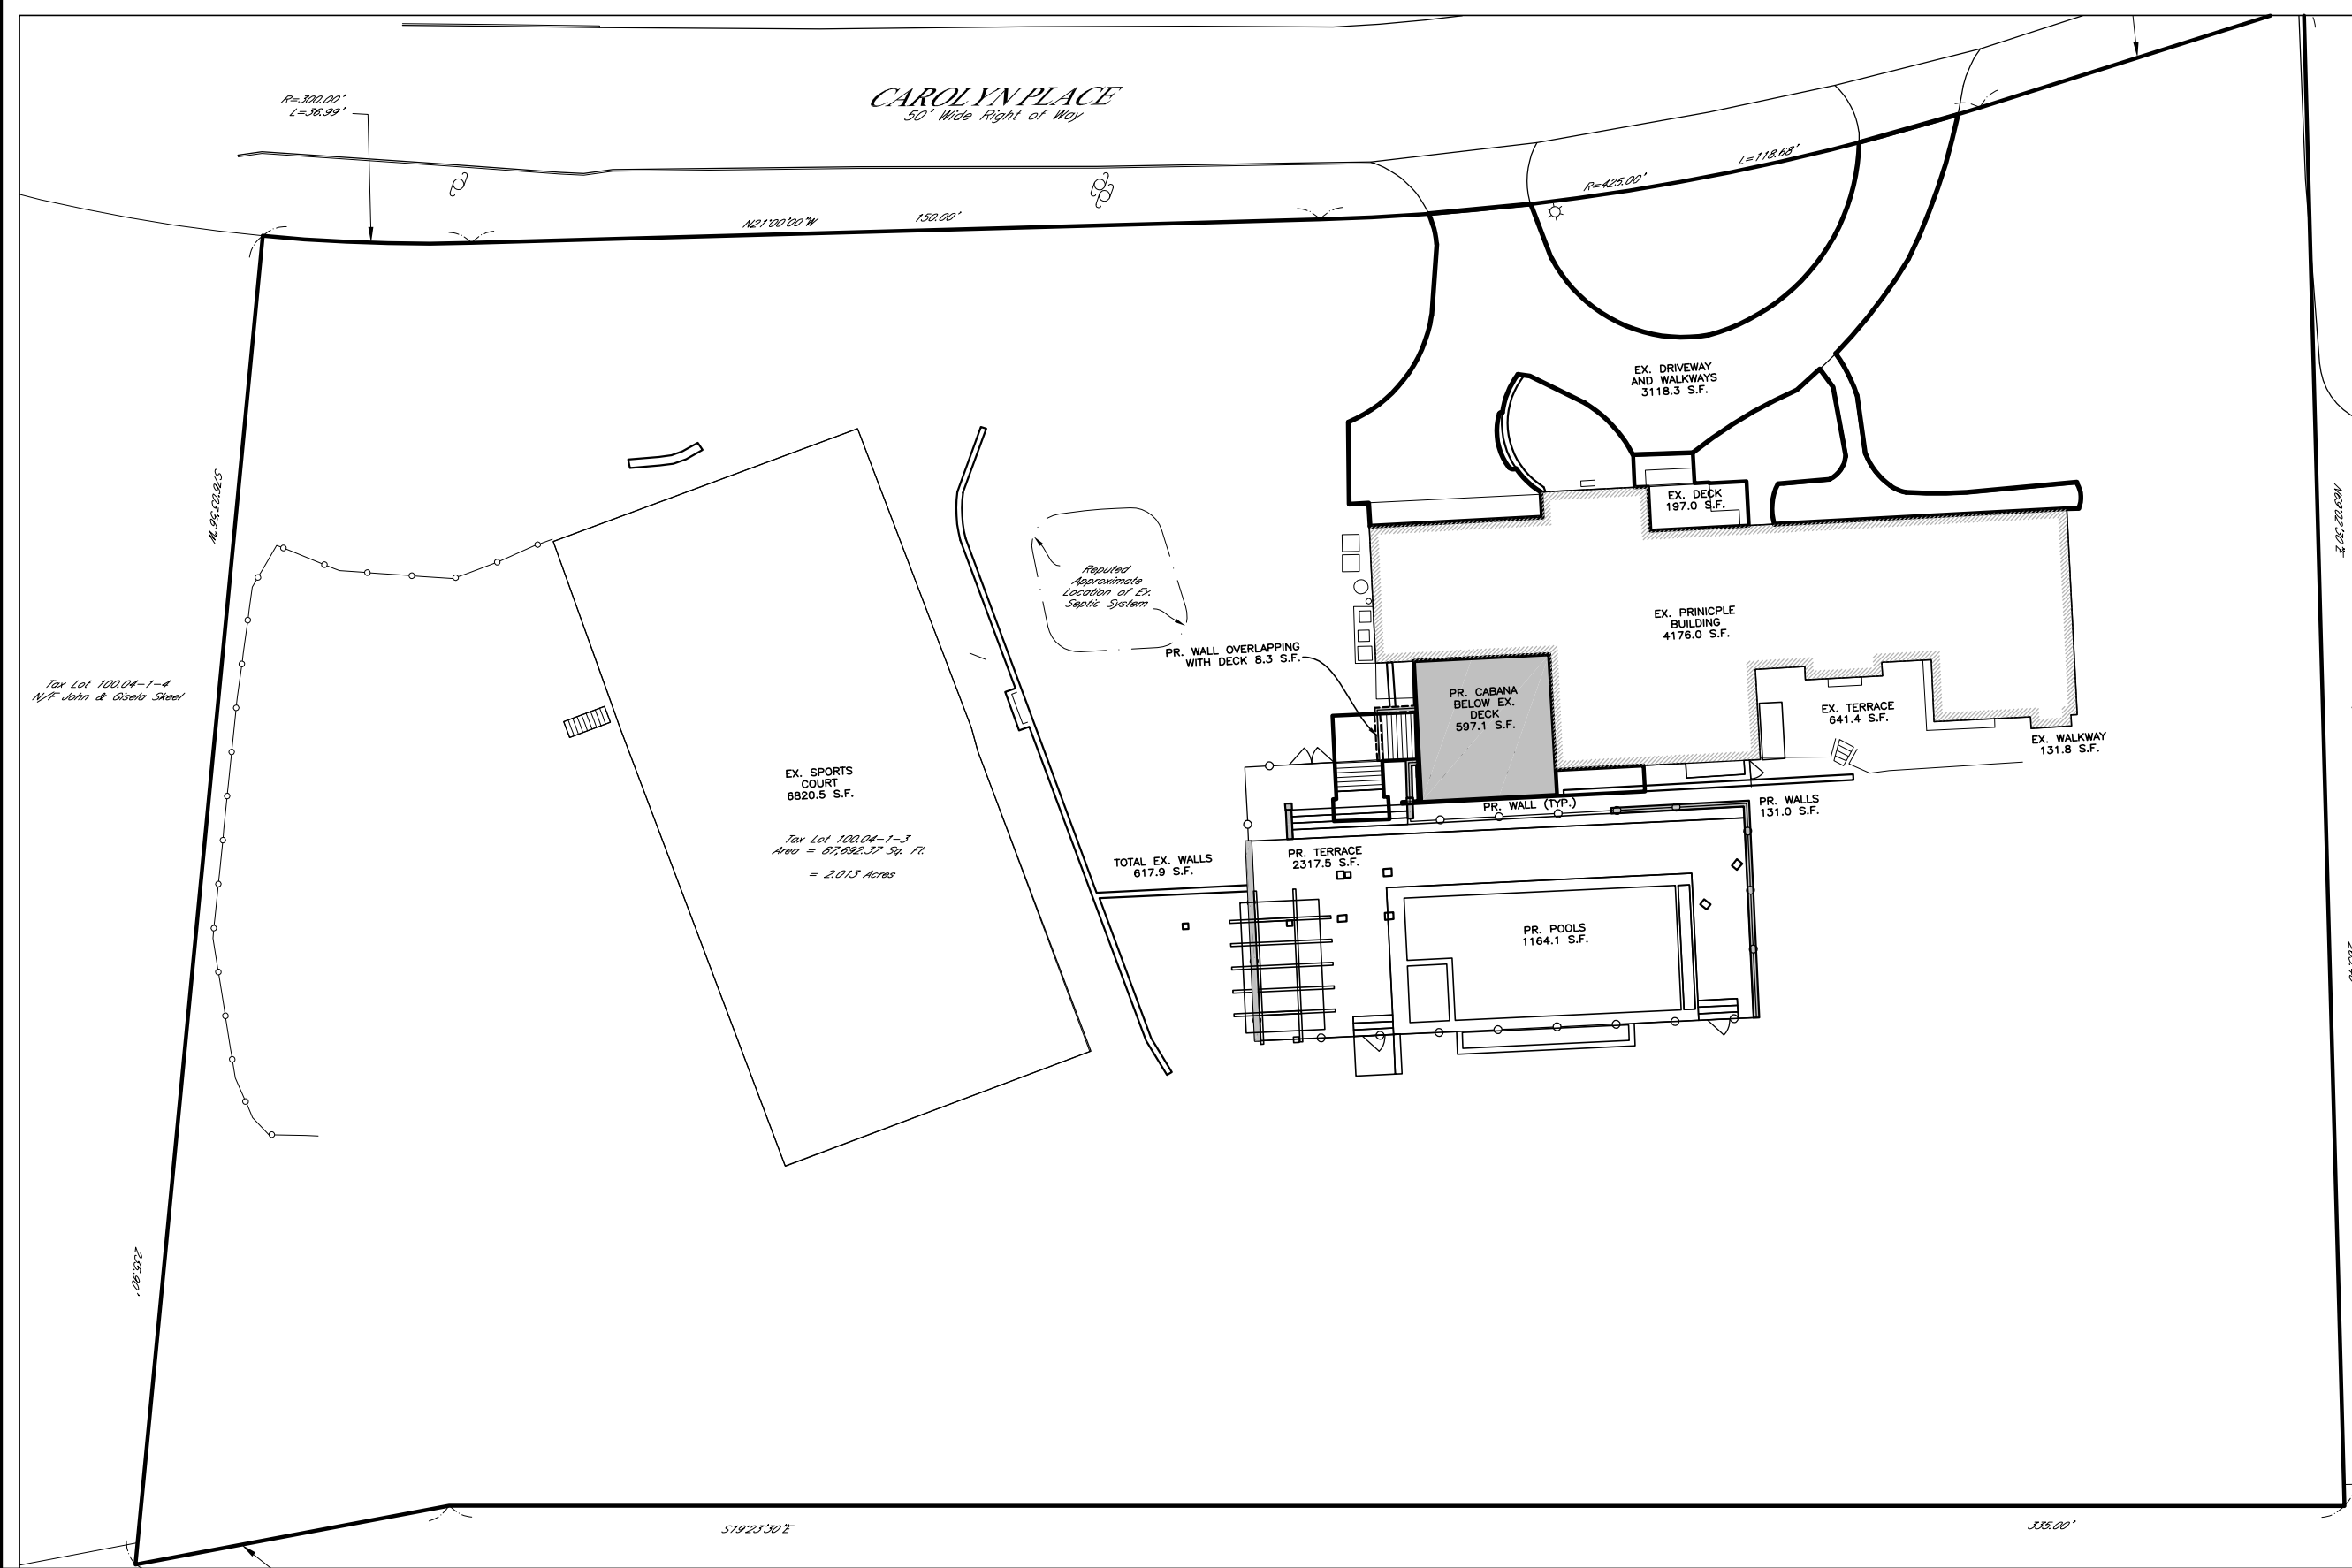 CAROLYN PLACE
50' Wide Right of Way
R=300.00'
L=36.99'
N21°00'00"W
150.00'
R=425.00'
L=118.68'
EX. DRIVEWAY
AND WALKWAYS
3118.3 S.F.
EX. DECK
197.0 S.F.
Reputed
Approximate
Location of Ex.
Septic System
EX. PRINICPLE
BUILDING
4176.0 S.F.
PR. WALL OVERLAPPING
WITH DECK 8.3 S.F.
PR. CABANA
BELOW EX.
DECK
597.1 S.F.
EX. TERRACE
641.4 S.F.
EX. WALKWAY
131.8 S.F.
Tax Lot 100.04-1-4
N/F John & Gisela Skeel
EX. SPORTS
COURT
6820.5 S.F.
Tax Lot 100.04-1-3
Area = 87,692.37 Sq. Ft.
= 2.013 Acres
PR. WALL (TYP.)
PR. WALLS
131.0 S.F.
TOTAL EX. WALLS
617.9 S.F.
PR. TERRACE
2317.5 S.F.
PR. POOLS
1164.1 S.F.
S19°23'30"E
335.00'